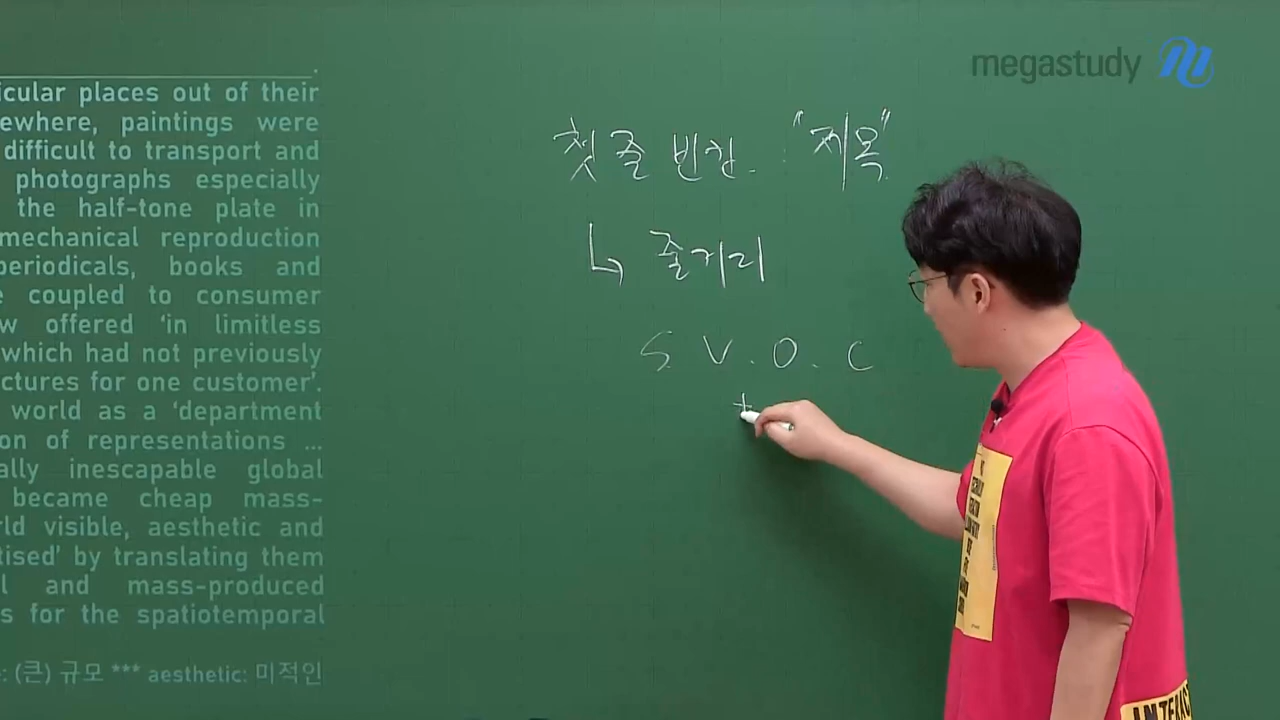 megastudy
icular places out of their
ewhere, paintings were
difficult to transport and
photographs especially
the half-tone plate in
mechanical reproduction
periodicals, books and
e coupled to consumer
w offered ‘in limitless
which had not previously
ctures for one customer’.
world as a ‘department
on of representations ...
ally inescapable global
became cheap mass-
rld visible, aesthetic and
tised’ by translating them
l and mass-produced
s for the spatiotemporal
: (큰) 규모 *** aesthetic: 미적인
첫 줄 빈칸. : "제목"
↳ 줄거리
S. V. O. C
+